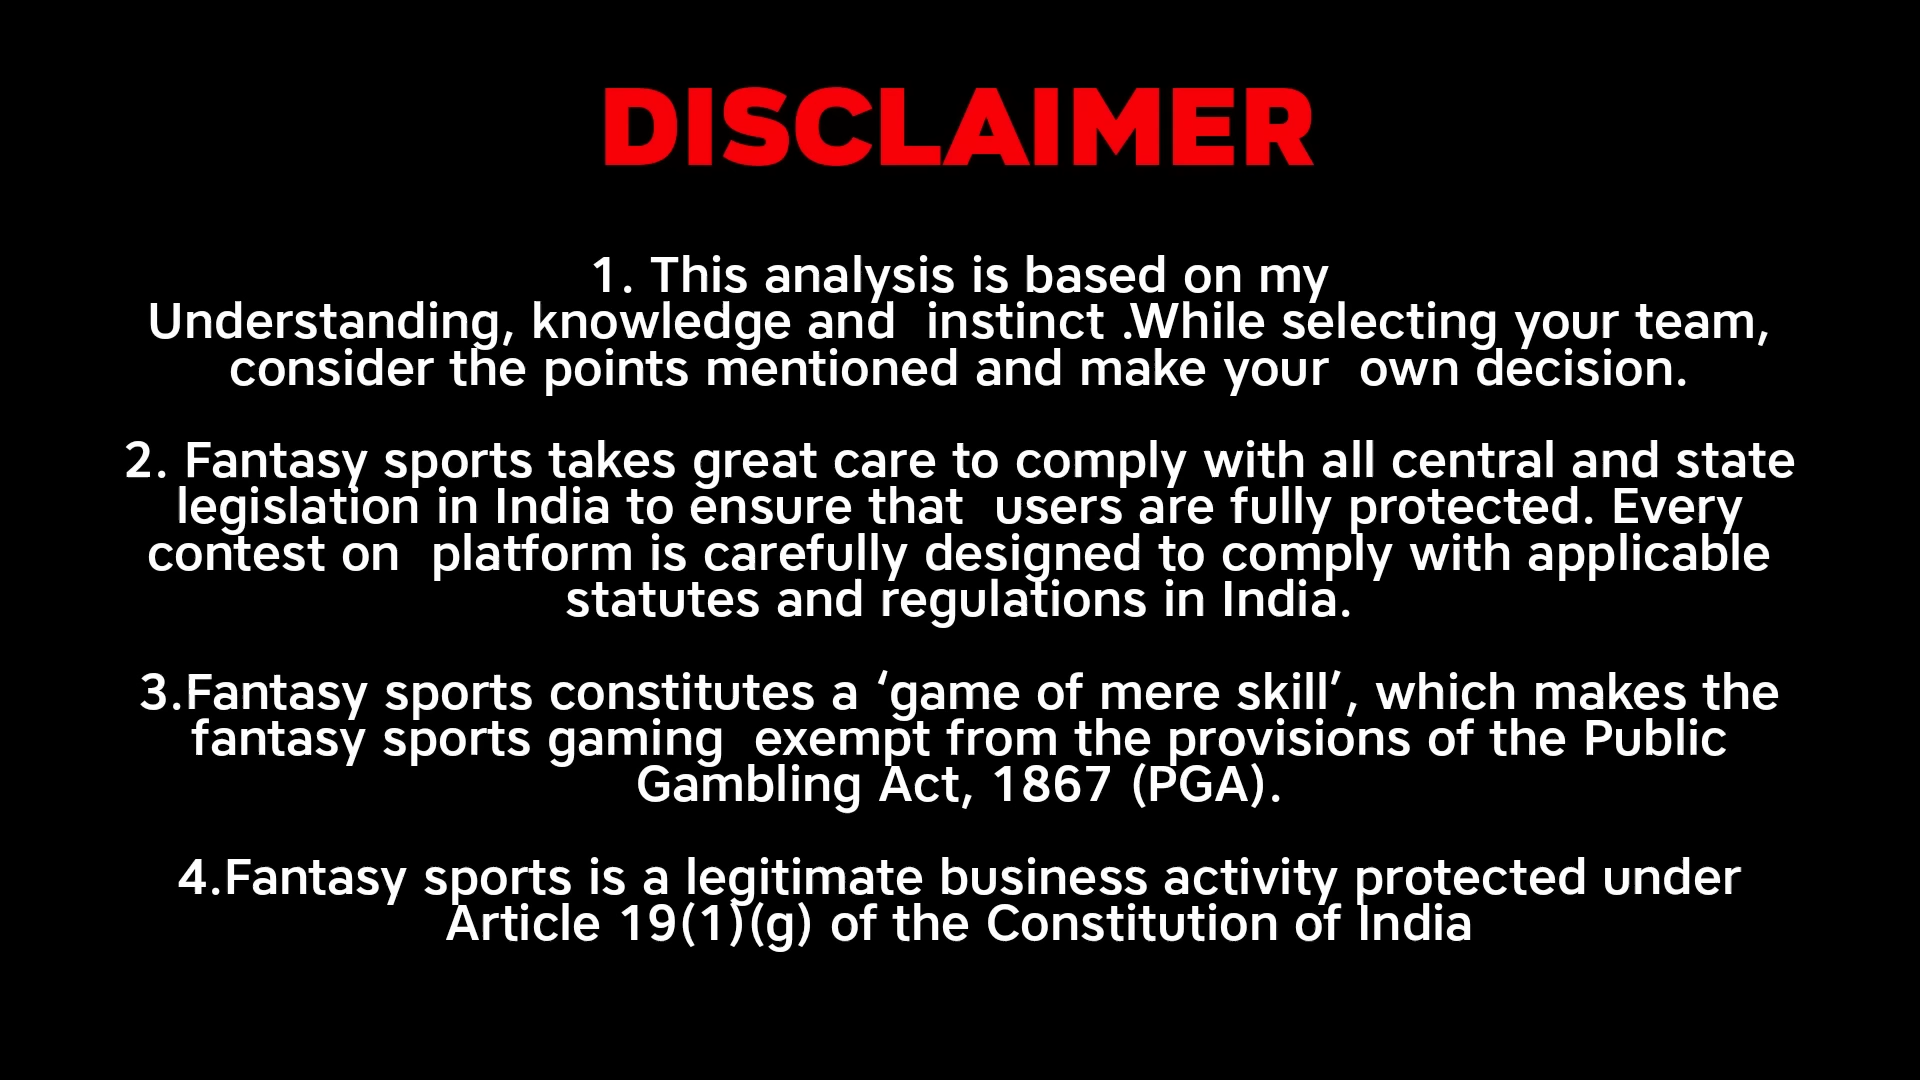 DISCLAIMER
1. This analysis is based on my
Understanding, knowledge and  instinct .While selecting your team,
consider the points mentioned and make your  own decision.
2. Fantasy sports takes great care to comply with all central and state
legislation in India to ensure that  users are fully protected. Every
contest on  platform is carefully designed to comply with applicable
statutes and regulations in India.
3.Fantasy sports constitutes a ‘game of mere skill’, which makes the
fantasy sports gaming  exempt from the provisions of the Public
Gambling Act, 1867 (PGA).
4.Fantasy sports is a legitimate business activity protected under
Article 19(1)(g) of the Constitution of India